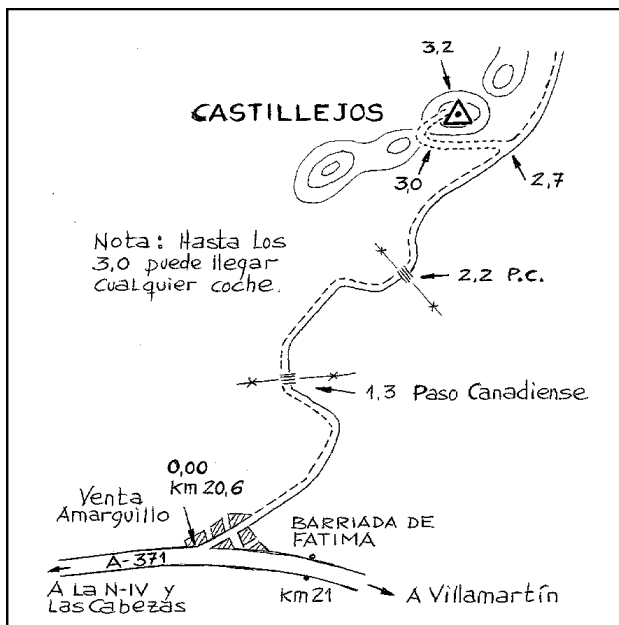 3,2
CASTILLEJOS
3,0
2,7
Nota: Hasta Los
3,0 puede llegar
cualquier coche.
2,2 P.C.
1,3 Paso Canadiense
0,00
Km 20,6
Venta
Amarguillo
BARRIADA DE
FATIMA
A-371
A La N-IV y
Las Cabezas
Km 21
A Villamartín